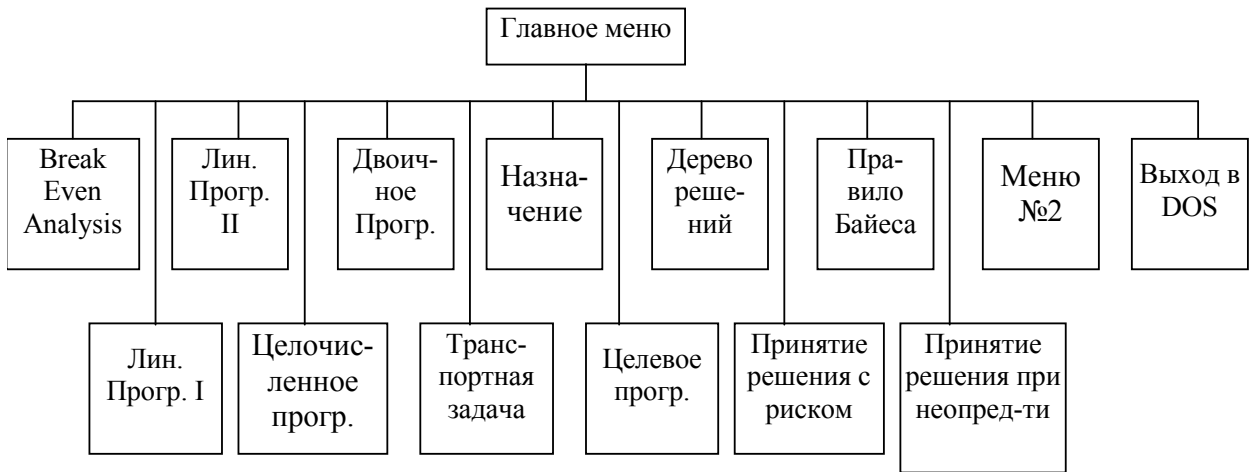 Главное меню
Break
Even
Analysis
Лин.
Прогр.
II
Двоич-
ное
Прогр.
Назна-
чение
Дерево
реше-
ний
Пра-
вило
Байеса
Меню
№2
Выход в
DOS
Лин.
Прогр. I
Целочис-
ленное
прогр.
Транс-
портная
задача
Целевое
прогр.
Принятие
решения с
риском
Принятие
решения при
неопред-ти